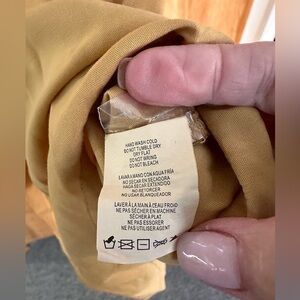 HAND WASH COLD
DO NOT TUMBLE DRY
DRY FLAT
DO NOT WRING
DO NOT BLEACH
LAVAR A MANO CON AGUA FRIA
NO SECAR EN SECADORA
HAGA SECAR EXTENDIDO
NO RETORCER
NO USAR BLANQUEADOR
LAVER À LA MAIN À L'EAU FROID
NE PAS SÉCHER EN MACHINE
SÉCHER À PLAT
NE PAS ESSORER
NE PAS UTILISER AGENT